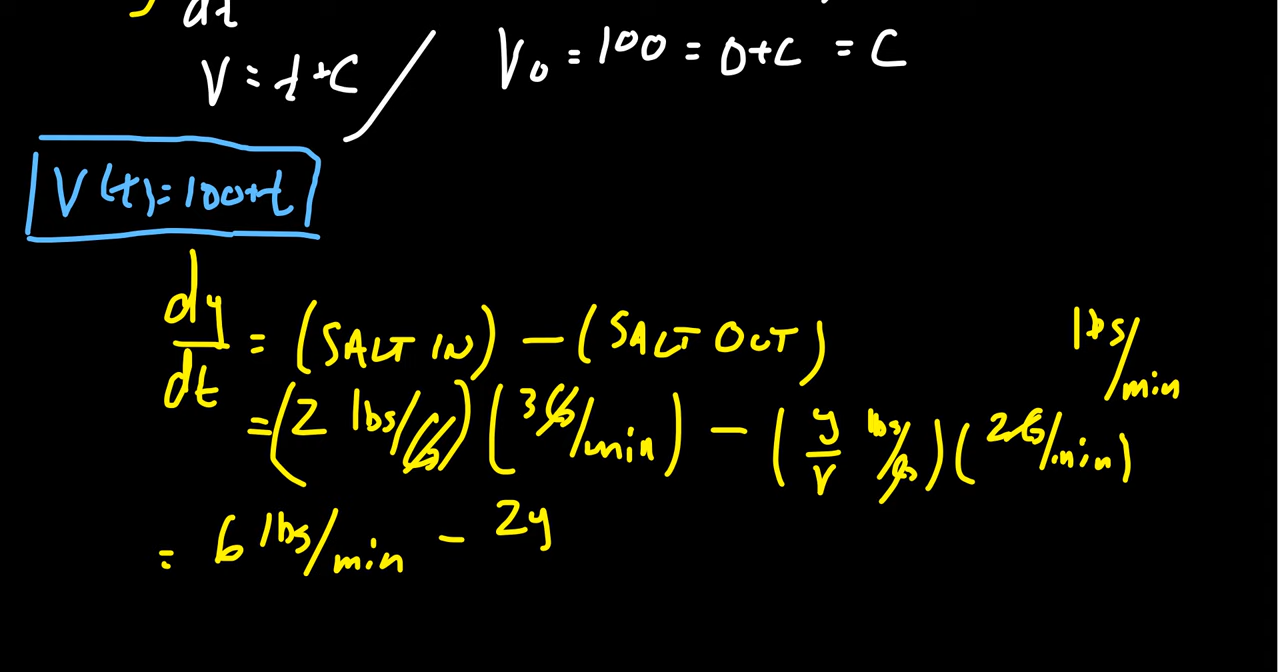 dt
V = t + C / V₀ = 100 = 0 + C = C
V(t) = 100 + t
dy/dt = (SALT IN) - (SALT OUT) lbs/min
= (2 lbs/G) (3 G/min) - (y/V lbs/G) (2 G/min)
= 6 lbs/min - 2y